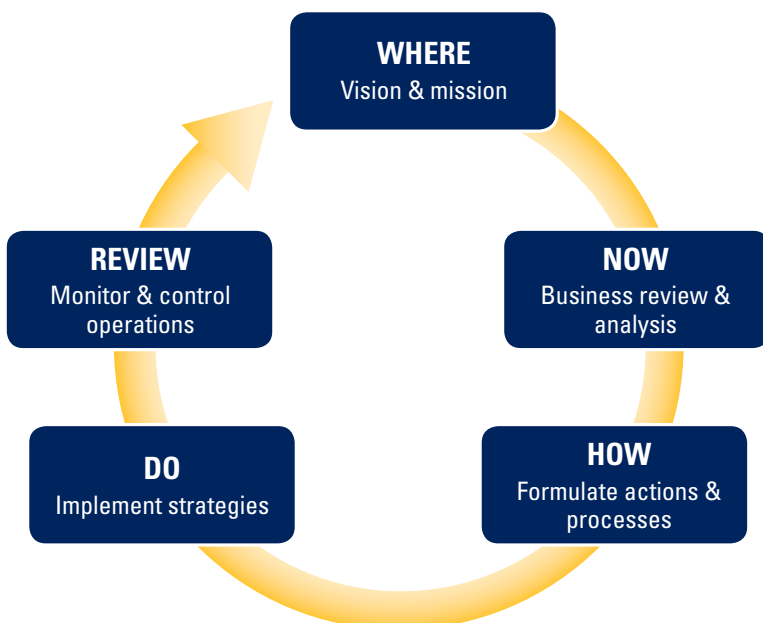 WHERE
Vision & mission
NOW
Business review &
analysis
HOW
Formulate actions &
processes
DO
Implement strategies
REVIEW
Monitor & control
operations